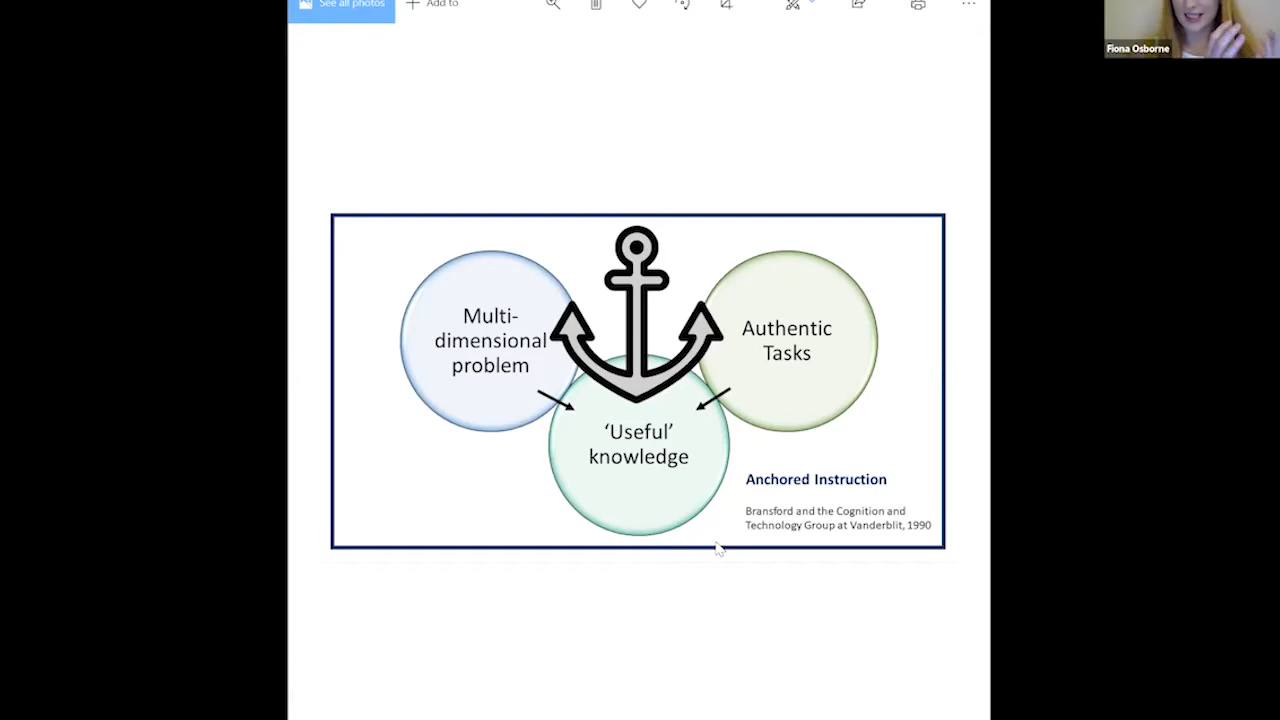 See all photos
Add to
Fiona Osborne
Multi-
dimensional
problem
Authentic
Tasks
‘Useful’
knowledge
Anchored Instruction
Bransford and the Cognition and
Technology Group at Vanderblit, 1990